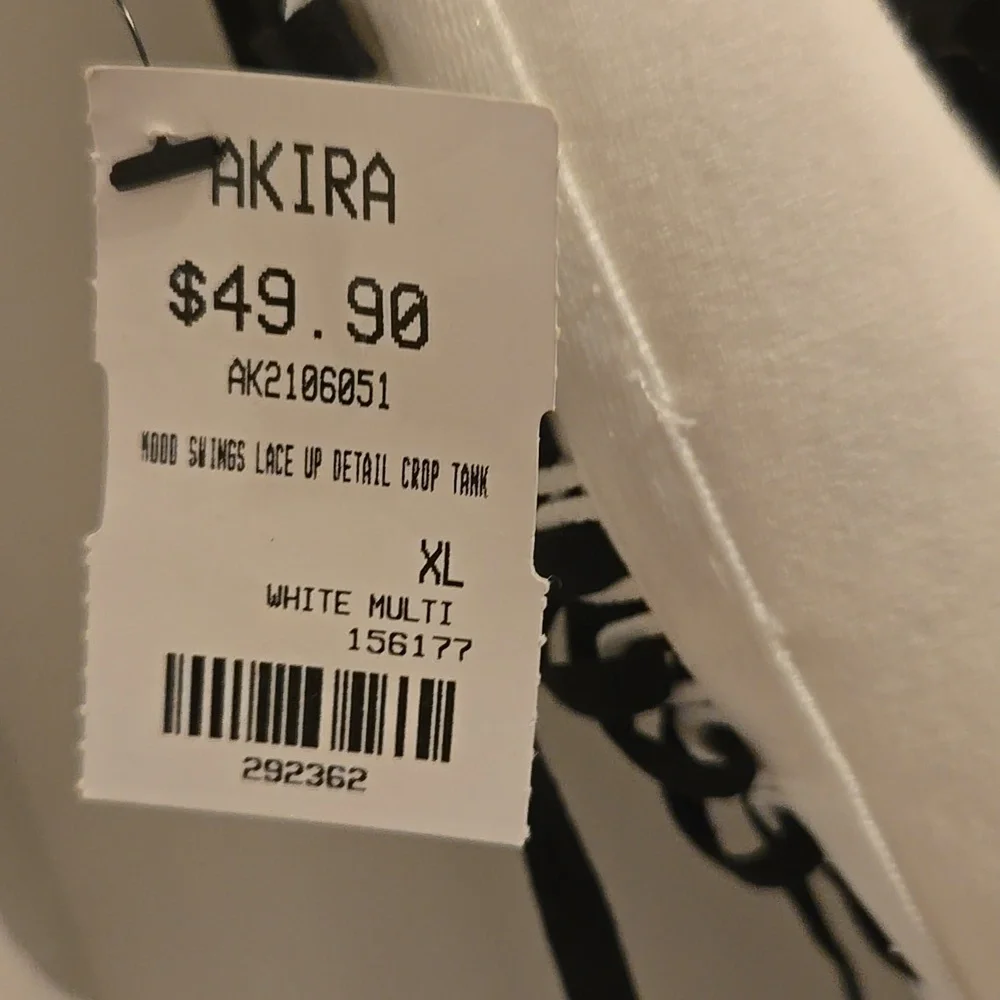 AKIRA
$49.90
AK2106051
MOOD SWINGS LACE UP DETAIL CROP TANK
XL
WHITE MULTI
156177
292362